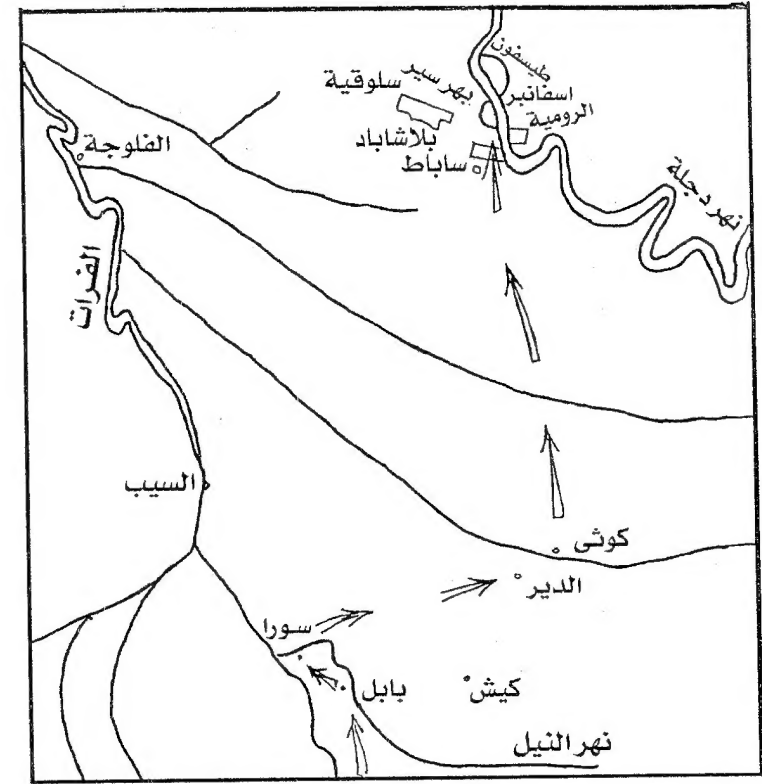 طيسفون
اسفانبر
الرومية
بهرسير
سلوقية
بلاشاباد
ساباط
نهر دجلة
الفلوجة
الفرات
السيب
كوثى
الدير
سورا
بابل
كيش
نهر النيل